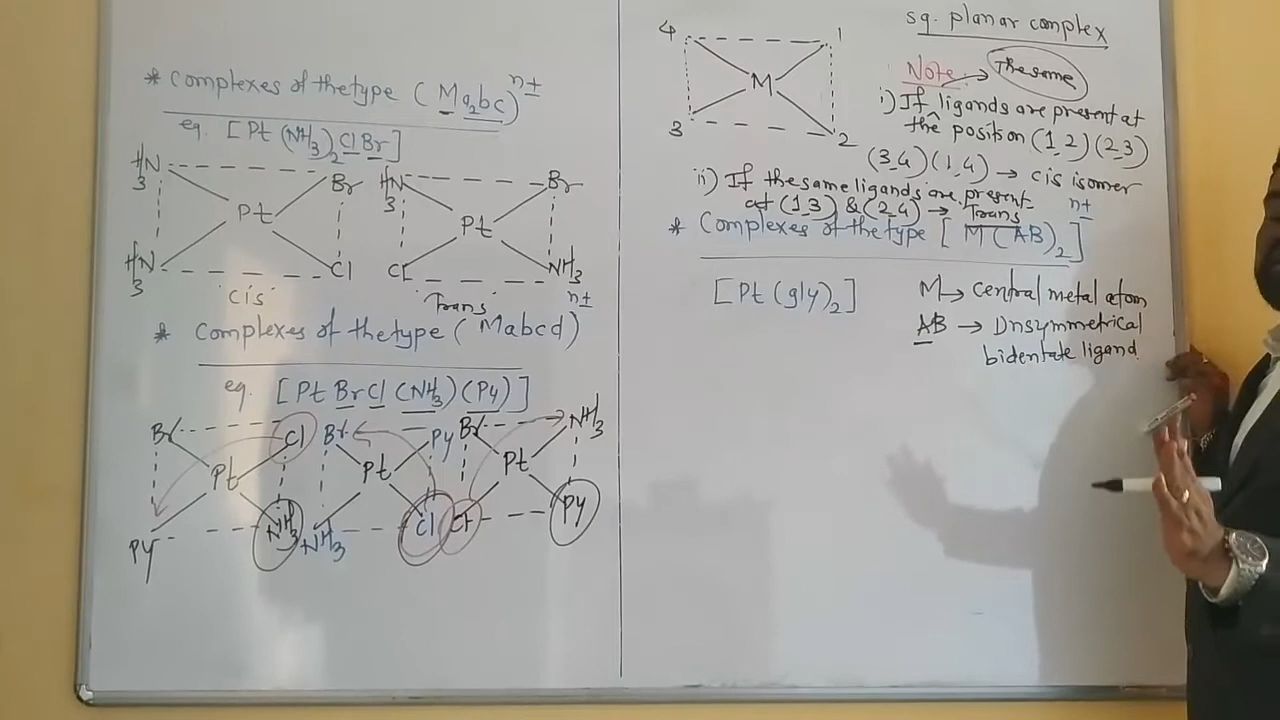 * Complexes of the type (Ma₂bc)ⁿ±
eg. [Pt(NH₃)₂ClBr]
H₃N Br
Pt
H₃N Cl
'cis'
H₃N Br
Pt
Cl NH₃
'Trans'
* Complexes of the type (Mabcd)ⁿ±
eg. [Pt Br Cl (NH₃)(Py)]
Br Cl
Pt
Py NH₃
Br Py
Pt
NH₃ Cl
Br NH₃
Pt
Cl Py
sq. planar complex
4 1
M
3 2
Note: → The same
i) If ligands are present at
the position (1,2) (2,3)
(3,4) (1,4) → cis isomer
ii) If the same ligands are present
at (1,3) & (2,4) → Trans
* Complexes of the type [M(AB)₂]ⁿ±
[Pt(gly)₂]
M → Central metal atom
AB → Unsymmetrical
bidentate ligand